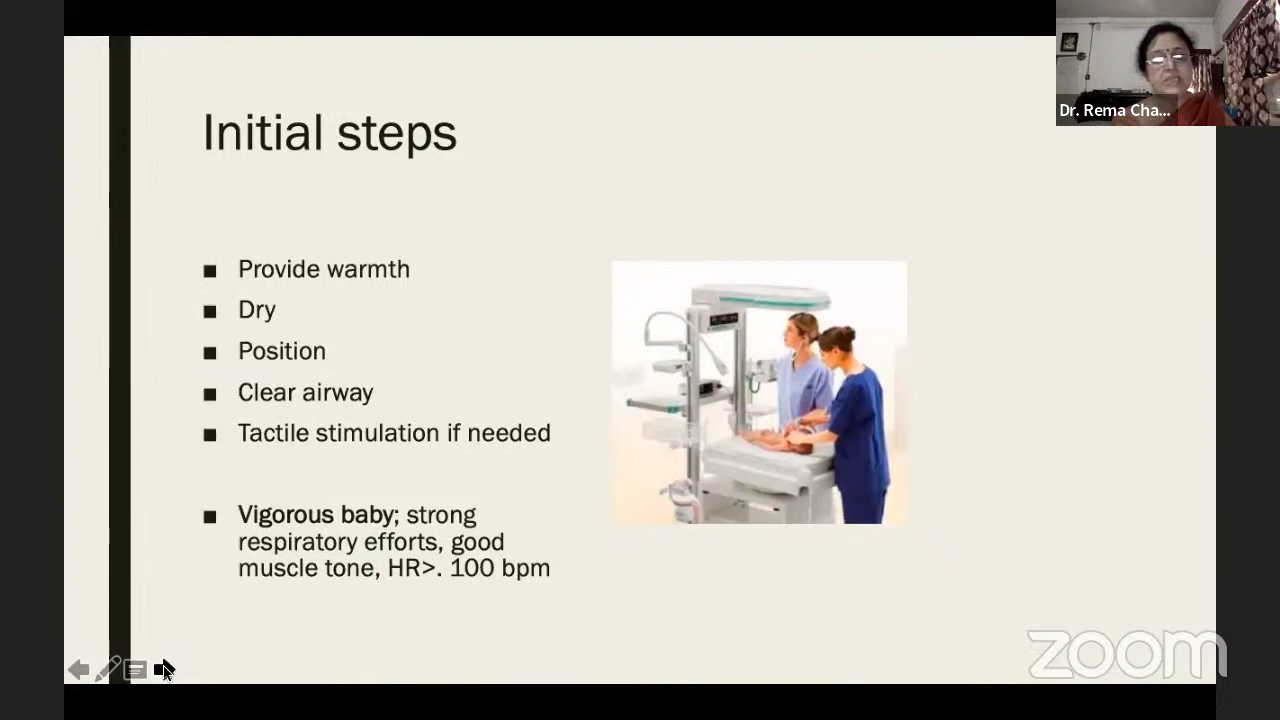 Dr. Rema Cha...
Initial steps
Provide warmth
Dry
Position
Clear airway
Tactile stimulation if needed
Vigorous baby; strong
respiratory efforts, good
muscle tone, HR>. 100 bpm
zoom